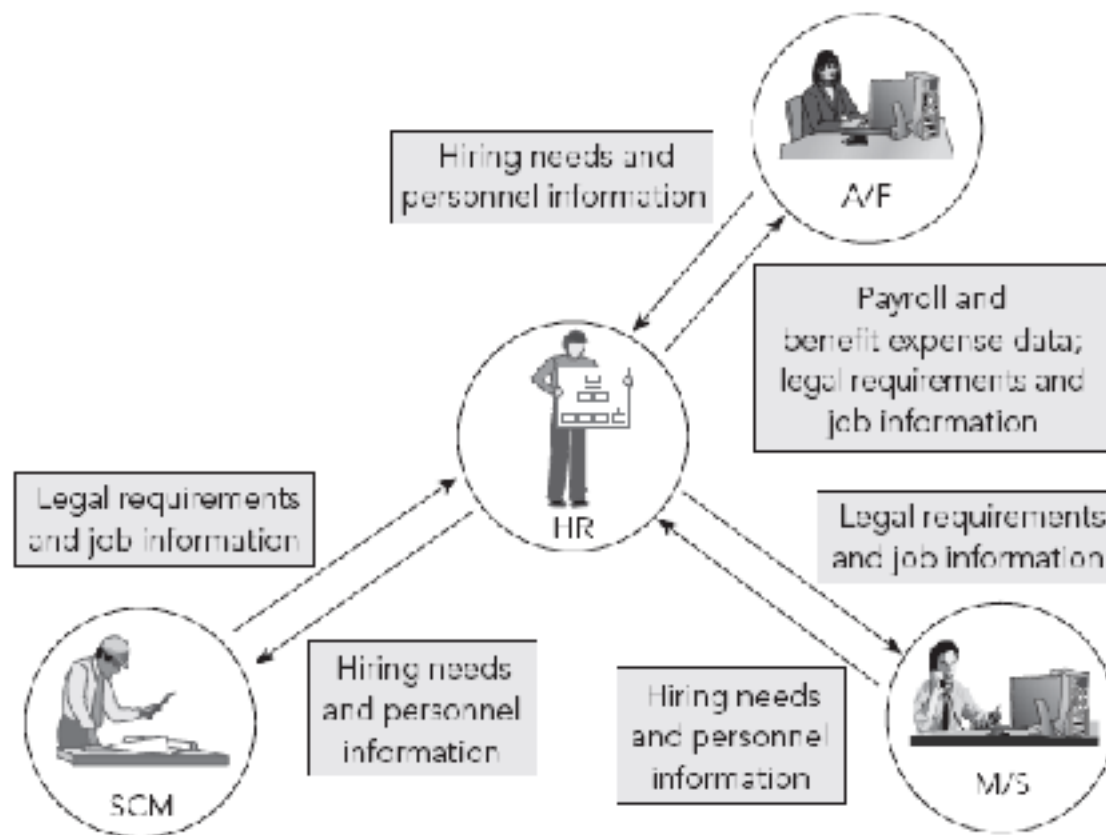 A/F
Hiring needs and
personnel information
Payroll and
benefit expense data;
legal requirements and
job information
HR
Legal requirements
and job information
Legal requirements
and job information
Hiring needs
and personnel
information
Hiring needs
and personnel
information
SCM
M/S